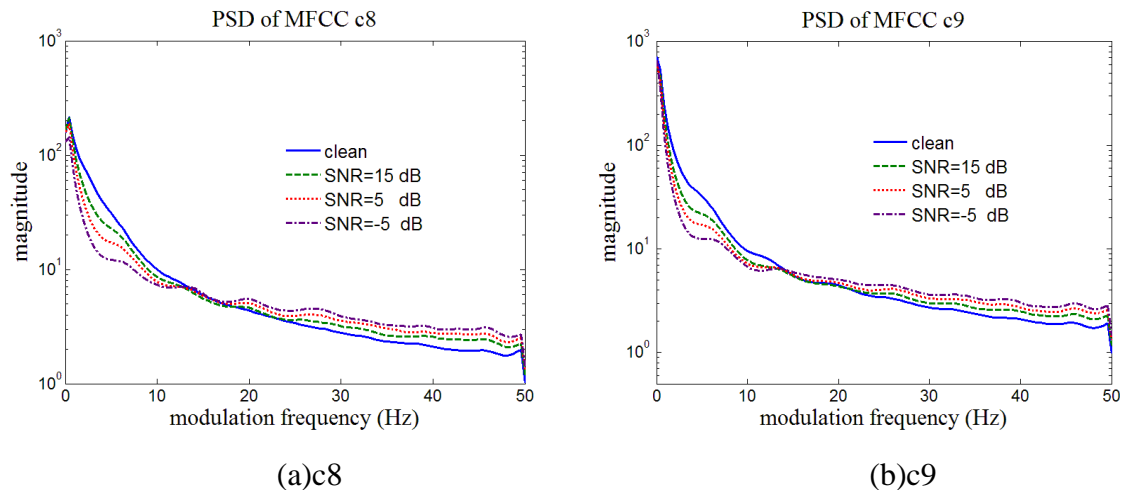 PSD of MFCC c8
10^3
10^2
10^1
10^0
magnitude
clean
SNR=15 dB
SNR=5 dB
SNR=-5 dB
0 10 20 30 40 50
modulation frequency (Hz)
(a)c8
PSD of MFCC c9
10^3
10^2
10^1
10^0
magnitude
clean
SNR=15 dB
SNR=5 dB
SNR=-5 dB
0 10 20 30 40 50
modulation frequency (Hz)
(b)c9